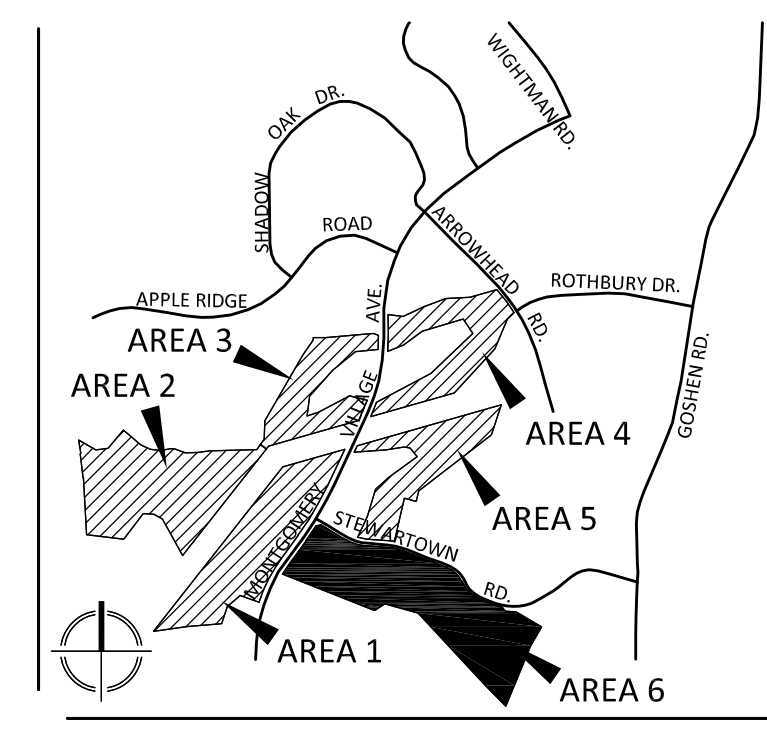 WIGHTMAN RD.
OAK DR.
SHADOW
ROAD
ARROWHEAD
ROTHBURY DR.
APPLE RIDGE
AVE.
RD.
AREA 3
GOSHEN RD.
AREA 2
VILLAGE
AREA 4
MONTGOMERY
AREA 5
STEWARTOWN
RD.
AREA 1
AREA 6